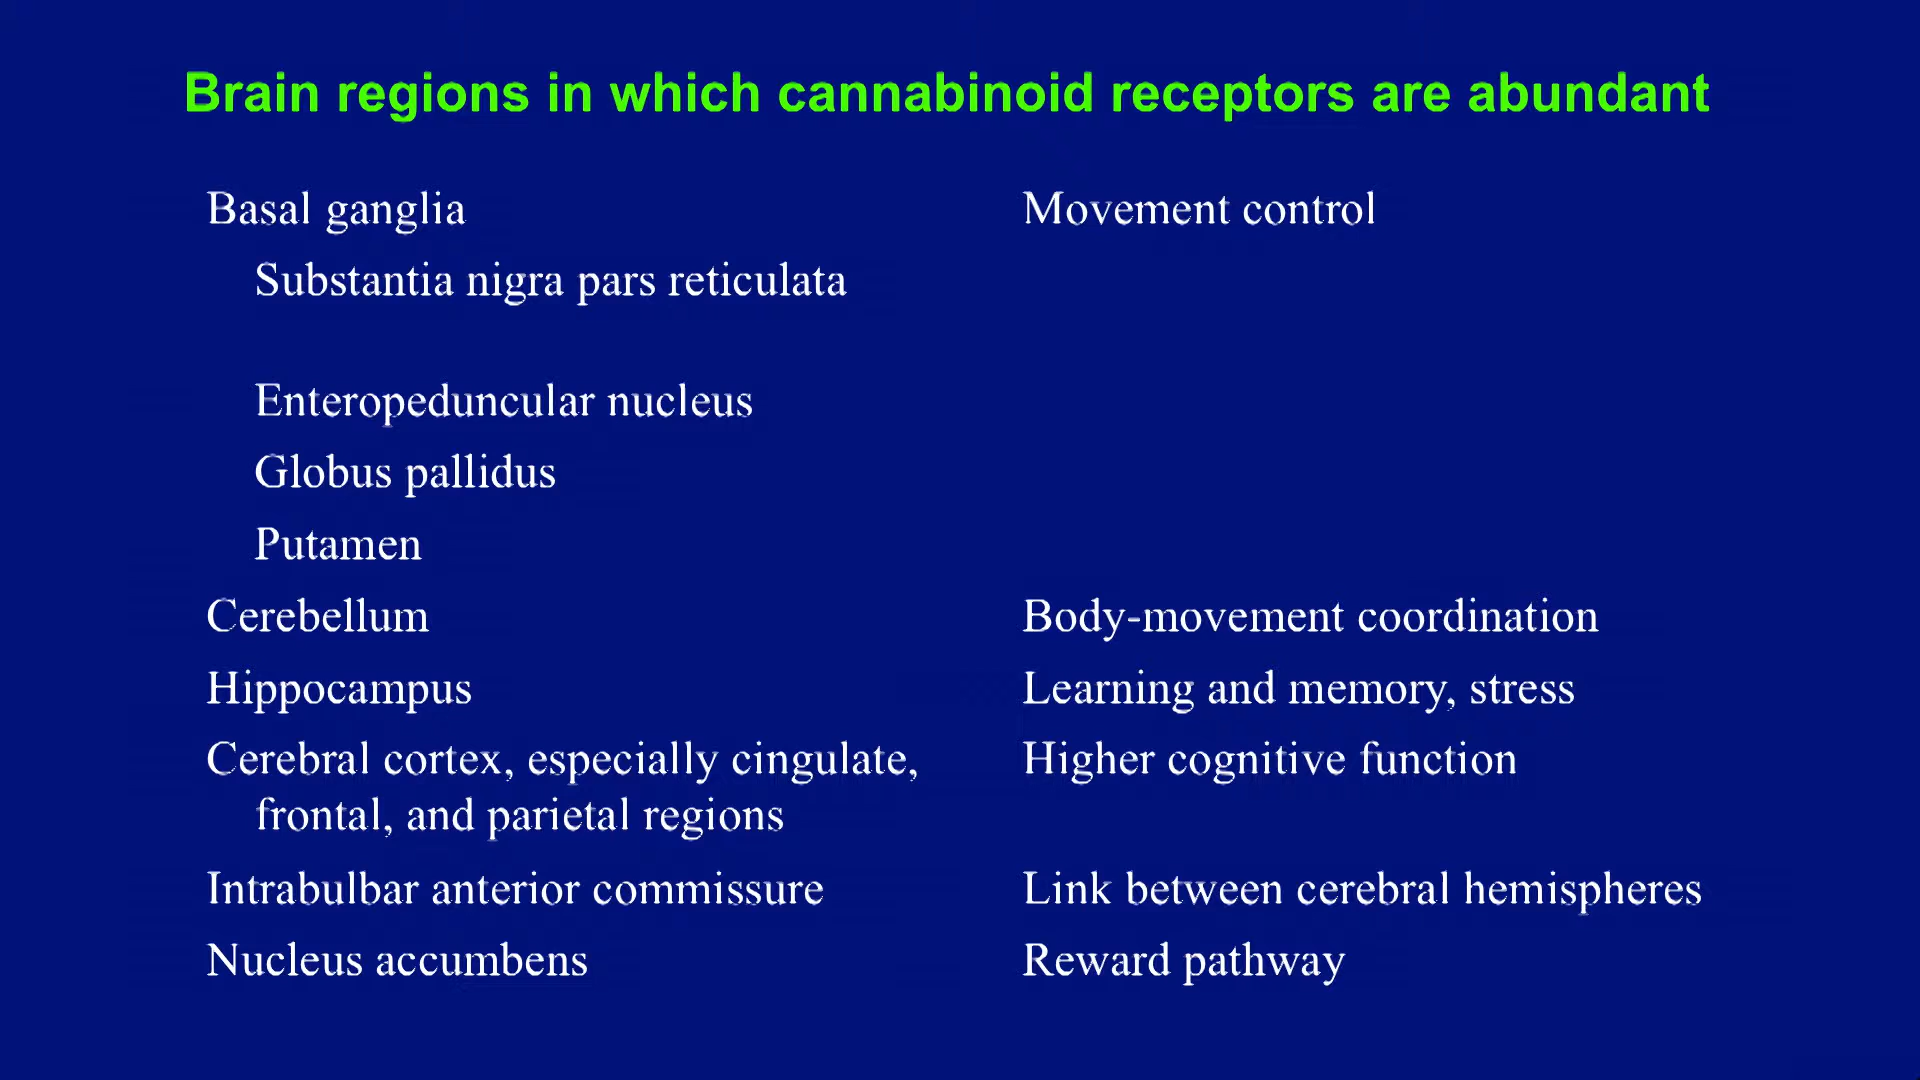 Brain regions in which cannabinoid receptors are abundant
Basal ganglia Movement control
Substantia nigra pars reticulata
Enteropeduncular nucleus
Globus pallidus
Putamen
Cerebellum Body-movement coordination
Hippocampus Learning and memory, stress
Cerebral cortex, especially cingulate, Higher cognitive function
frontal, and parietal regions
Intrabulbar anterior commissure Link between cerebral hemispheres
Nucleus accumbens Reward pathway